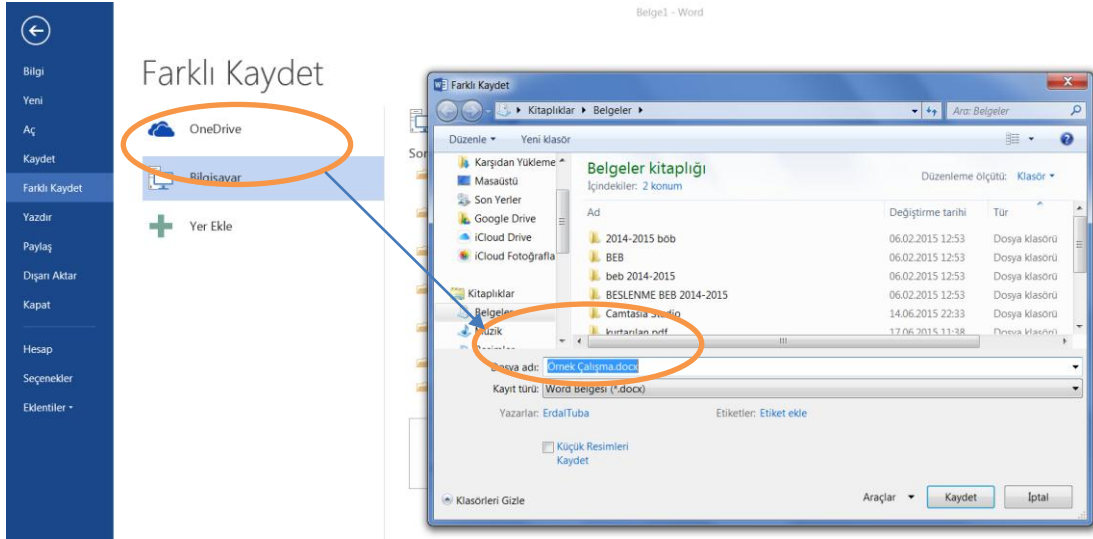 Belge1 - Word
Bilgi
Yeni
Aç
Kaydet
Farklı Kaydet
Yazdır
Paylaş
Dışarı Aktar
Kapat
Hesap
Seçenekler
Eklentiler
Farklı Kaydet
OneDrive
Bilgisayar
Yer Ekle
Son
Farklı Kaydet
Kitaplıklar Belgeler
Ara: Belgeler
Düzenle Yeni klasör
Karşıdan Yükleme
Masaüstü
Son Yerler
Google Drive
iCloud Drive
iCloud Fotoğrafla
Kitaplıklar
Belgeler
Müzik
Resimler
Belgeler kitaplığı
İçindekiler: 2 konum
Düzenleme ölçütü: Klasör
Ad Değiştirme tarihi Tür
2014-2015 böb 06.02.2015 12:53 Dosya klasörü
BEB 06.02.2015 12:53 Dosya klasörü
beb 2014-2015 06.02.2015 12:53 Dosya klasörü
BESLENME BEB 2014-2015 06.02.2015 12:53 Dosya klasörü
Camtasia Studio 14.06.2015 22:33 Dosya klasörü
kurtaplan.pdf 17.06.2015 11:38 Dosya klasörü
Dosya adı: Örnek Çalışma.docx
Kayıt türü: Word Belgesi (*.docx)
Yazarlar: ErdalTuba Etiketler: Etiket ekle
Küçük Resimleri
Kaydet
Klasörleri Gizle Araçlar Kaydet İptal